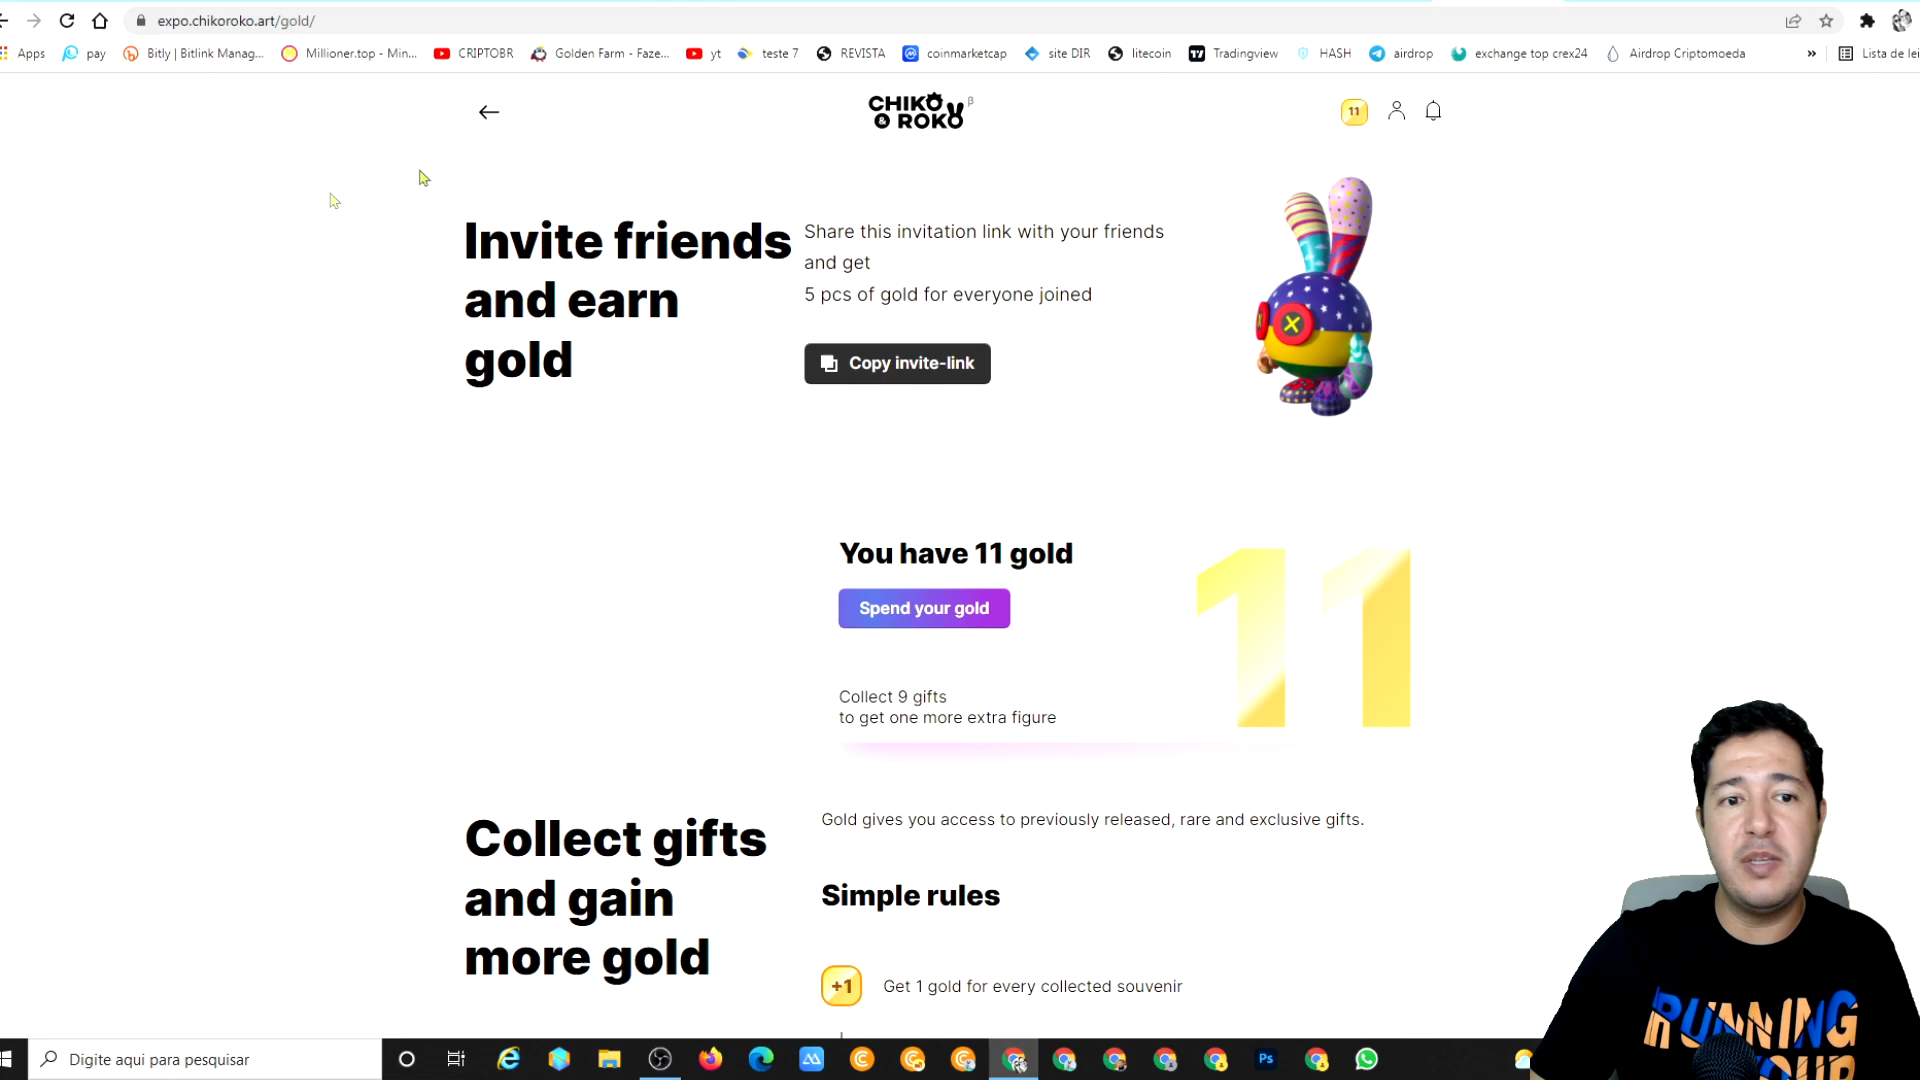 expo.chikoroko.art/gold/
Apps
pay
Bitly | Bitlink Manag...
Millioner.top - Min...
CRIPTOBR
Golden Farm - Faze...
yt
teste 7
REVISTA
coinmarketcap
site DIR
litecoin
Tradingview
HASH
airdrop
exchange top crex24
Airdrop Criptomoeda
»
Lista de lei
CHIKO
& ROKO
β
11
Invite friends
and earn
gold
Share this invitation link with your friends
and get
5 pcs of gold for everyone joined
Copy invite-link
You have 11 gold
Spend your gold
11
Collect 9 gifts
to get one more extra figure
Collect gifts
and gain
more gold
Gold gives you access to previously released, rare and exclusive gifts.
Simple rules
+1
Get 1 gold for every collected souvenir
RUNNING
YOUR
Digite aqui para pesquisar
Ps